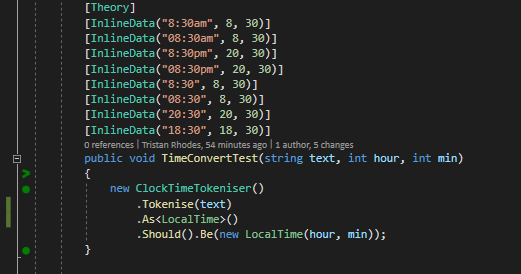 [Theory]
[InlineData("8:30am", 8, 30)]
[InlineData("08:30am", 8, 30)]
[InlineData("8:30pm", 20, 30)]
[InlineData("08:30pm", 20, 30)]
[InlineData("8:30", 8, 30)]
[InlineData("08:30", 8, 30)]
[InlineData("20:30", 20, 30)]
[InlineData("18:30", 18, 30)]
0 references | Tristan Rhodes, 54 minutes ago | 1 author, 5 changes
public void TimeConvertTest(string text, int hour, int min)
{
new ClockTimeTokeniser()
.Tokenise(text)
.As<LocalTime>()
.Should().Be(new LocalTime(hour, min));
}